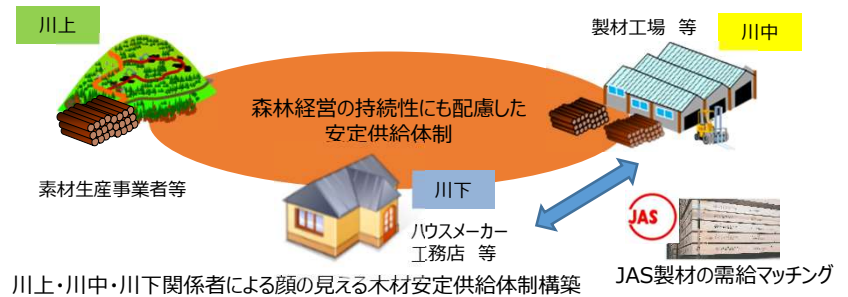 川上
製材工場 等
川中
森林経営の持続性にも配慮した
安定供給体制
素材生産事業者等
川下
ハウスメーカー
工務店 等
JAS
JAS製材の需給マッチング
川上・川中・川下関係者による顔の見える木材安定供給体制構築